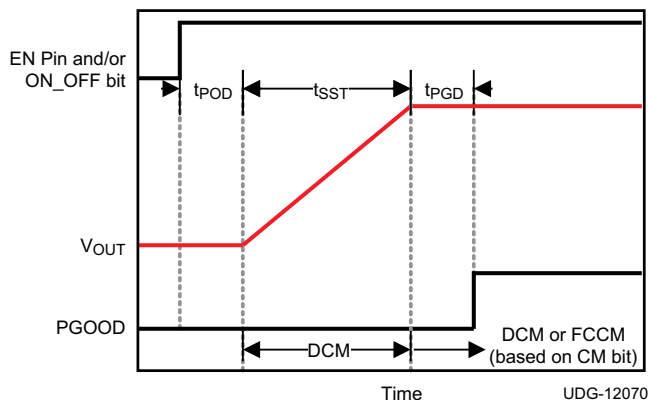 EN Pin and/or
ON_OFF bit
tPOD
tSST
tPGD
VOUT
PGOOD
DCM
DCM or FCCM
(based on CM bit)
Time
UDG-12070